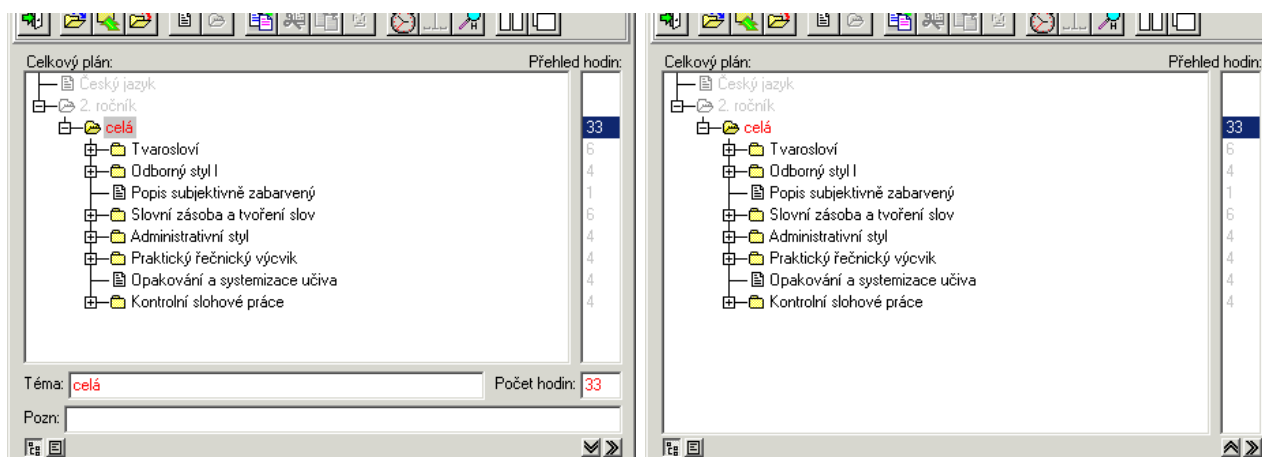 Celkový plán: Přehled hodin:
Český jazyk
2. ročník
celá 33
Tvarosloví 6
Odborný styl I 4
Popis subjektivně zabarvený 1
Slovní zásoba a tvoření slov 6
Administrativní styl 4
Praktický řečnický výcvik 4
Opakování a systemizace učiva 4
Kontrolní slohové práce 4
Téma: celá Počet hodin: 33
Pozn:
Celkový plán: Přehled hodin:
Český jazyk
2. ročník
celá 33
Tvarosloví 6
Odborný styl I 4
Popis subjektivně zabarvený 1
Slovní zásoba a tvoření slov 6
Administrativní styl 4
Praktický řečnický výcvik 4
Opakování a systemizace učiva 4
Kontrolní slohové práce 4